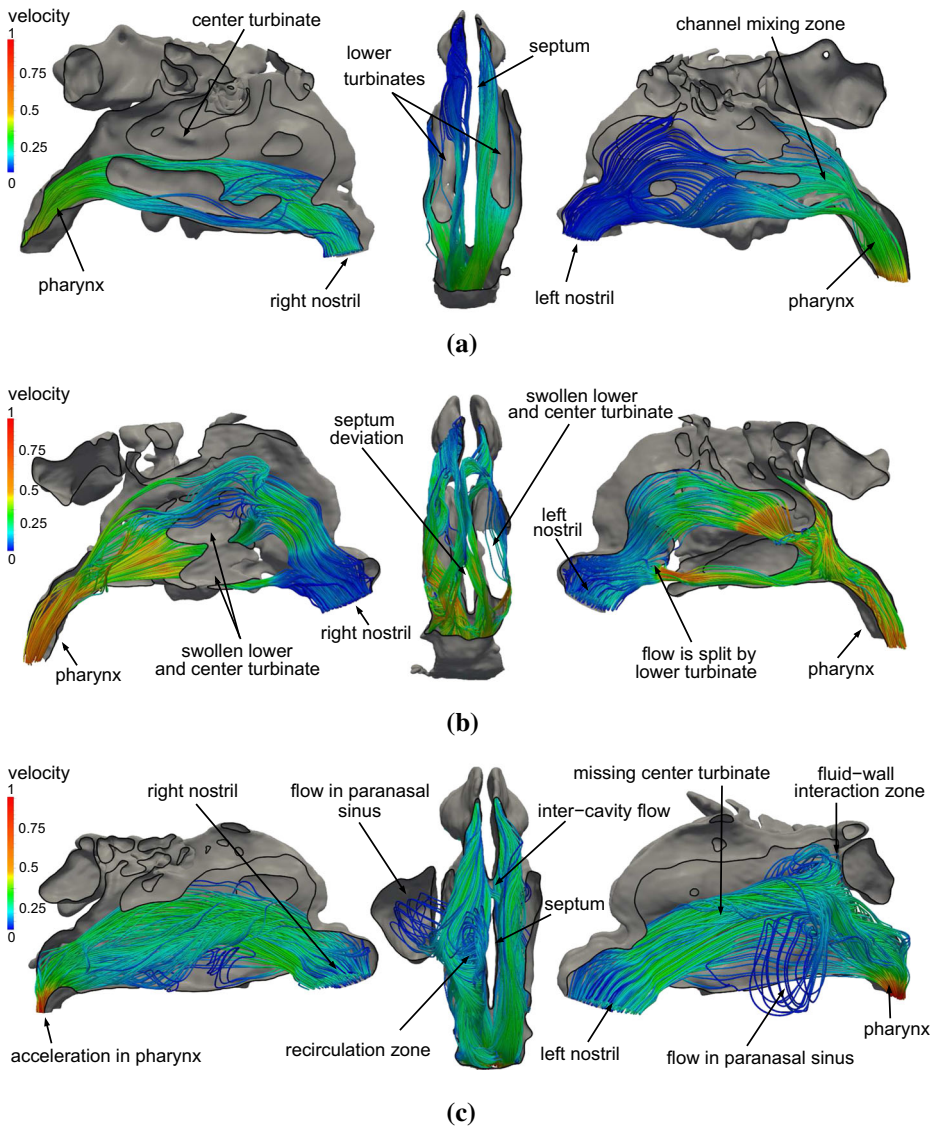 velocity
1
0.75
0.5
0.25
0
center turbinate
lower
turbinates
septum
channel mixing zone
pharynx
right nostril
left nostril
pharynx
(a)
velocity
1
0.75
0.5
0.25
0
septum
deviation
swollen lower
and center turbinate
left
nostril
pharynx
swollen lower
and center turbinate
right nostril
flow is split by
lower turbinate
pharynx
(b)
velocity
1
0.75
0.5
0.25
0
right nostril
flow in paranasal
sinus
missing center turbinate
fluid-wall
interaction zone
inter-cavity flow
septum
acceleration in pharynx
recirculation zone
left nostril
flow in paranasal sinus
pharynx
(c)